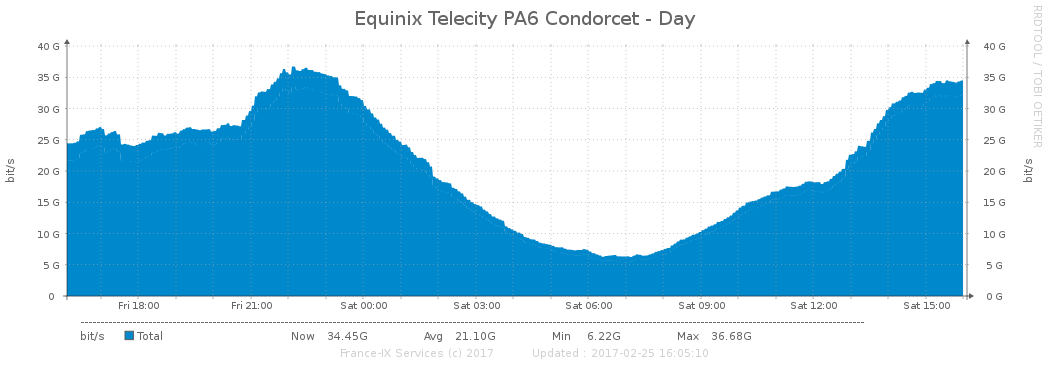 Equinix Telecity PA6 Condorcet - Day
RRDTOOL / TOBI OETIKER
bit/s
40 G 40 G
35 G 35 G
30 G 30 G
25 G 25 G
20 G 20 G
15 G 15 G
10 G 10 G
5 G 5 G
0 0 G
bit/s
Fri 18:00 Fri 21:00 Sat 00:00 Sat 03:00 Sat 06:00 Sat 09:00 Sat 12:00 Sat 15:00
bit/s Total Now 34.45G Avg 21.10G Min 6.22G Max 36.68G
France-IX Services (c) 2017 Updated : 2017-02-25 16:05:10